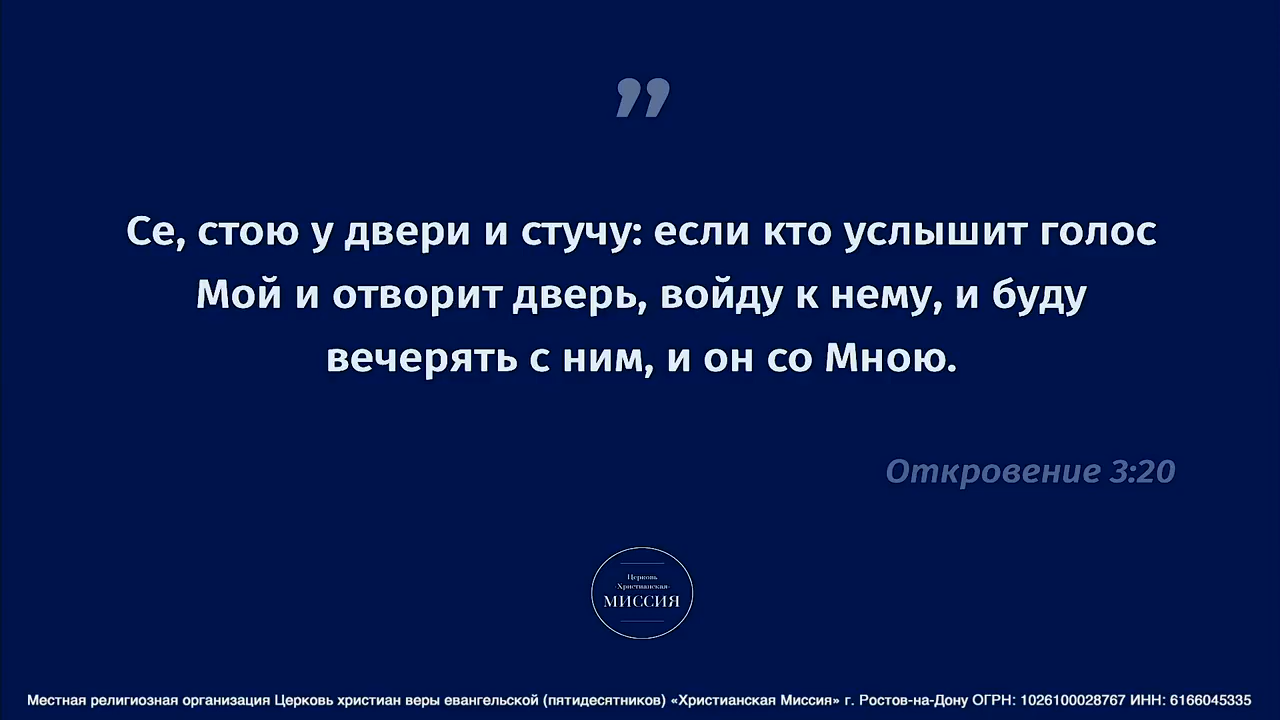 ”
Се, стою у двери и стучу: если кто услышит голос
Мой и отворит дверь, войду к нему, и буду
вечерять с ним, и он со Мною.
Откровение 3:20
Церковь
Христианская
МИССИЯ
Местная религиозная организация Церковь христиан веры евангельской (пятидесятников) «Христианская Миссия» г. Ростов-на-Дону ОГРН: 1026100028767 ИНН: 6166045335